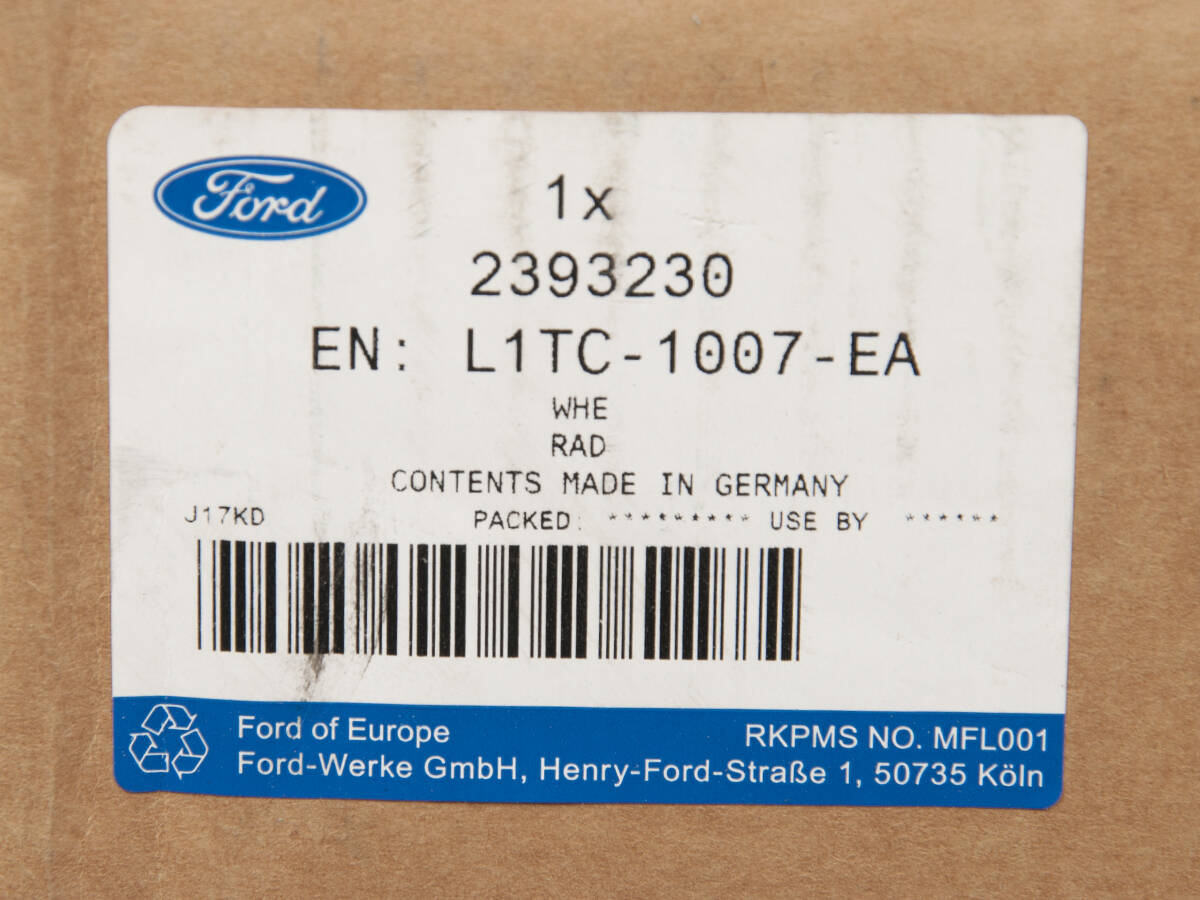 Ford
1x
2393230
EN: L1TC-1007-EA
WHE
RAD
CONTENTS MADE IN GERMANY
J17KD PACKED: ********* USE BY ******
Ford of Europe RKPMS NO. MFL001
Ford-Werke GmbH, Henry-Ford-Straße 1, 50735 Köln